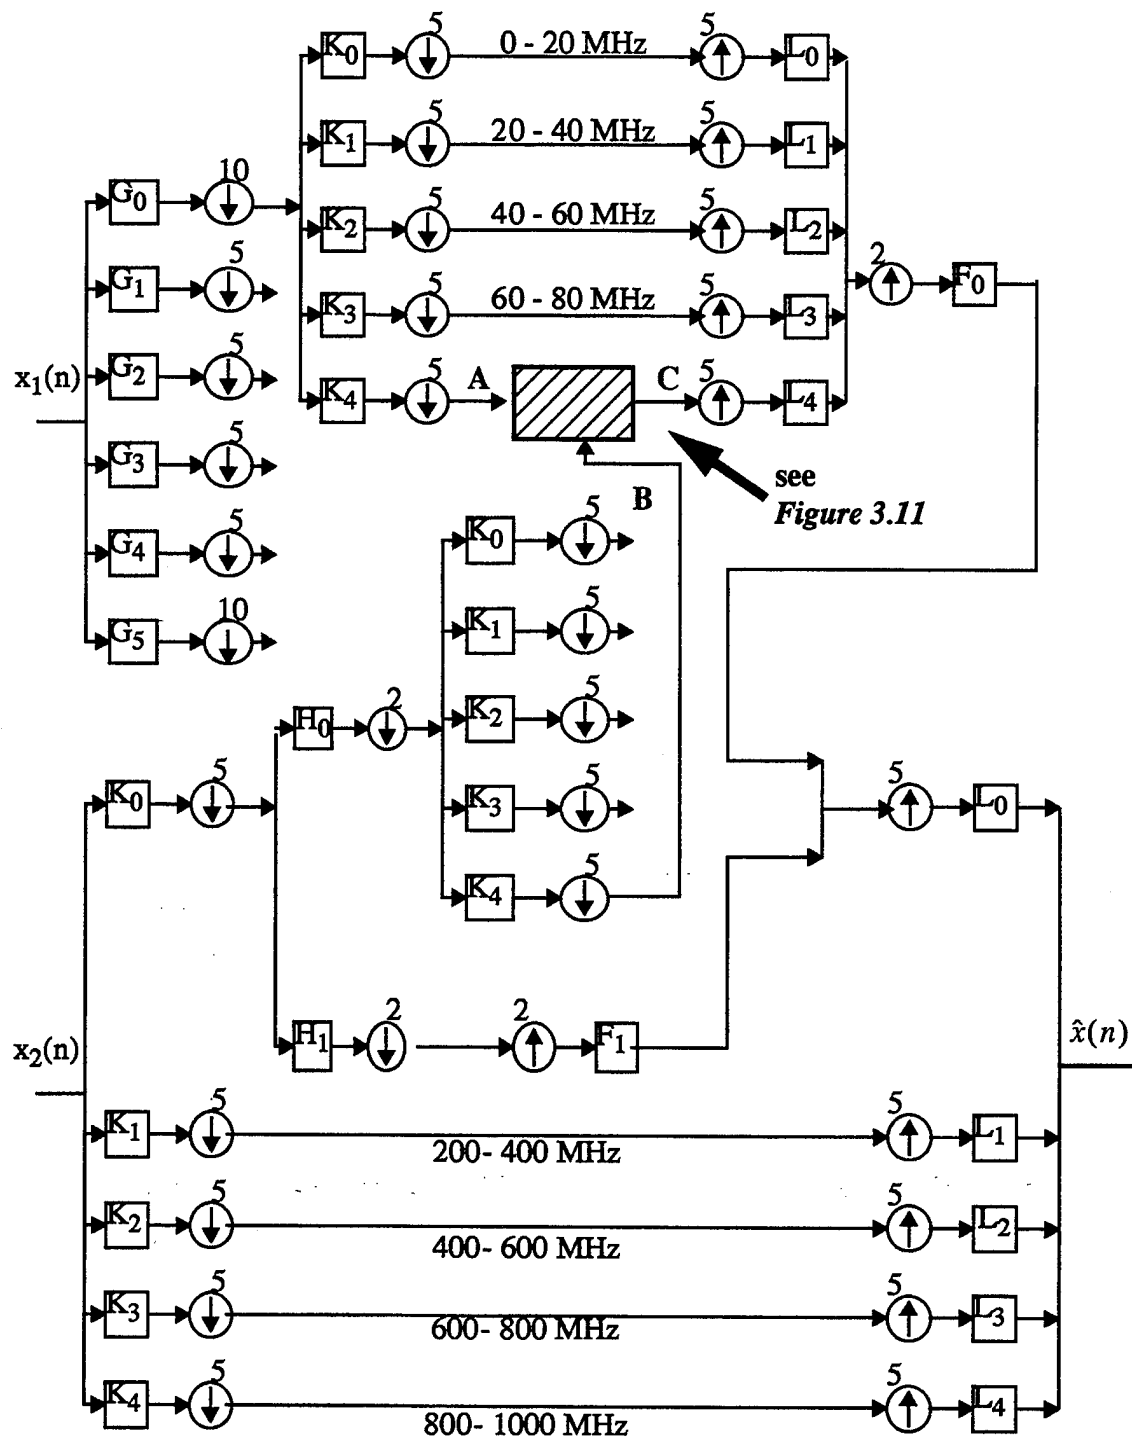 5
K0
0 - 20 MHz
5
L0
5
K1
20 - 40 MHz
5
L1
10
G0
5
K2
40 - 60 MHz
5
L2
5
G1
5
K3
60 - 80 MHz
5
L3
2
F0
5
G2
x1(n)
5
K4
A
C
5
L4
5
G3
see
Figure 3.11
B
5
G4
5
K0
10
G5
5
K1
2
H0
5
K2
5
K0
5
K3
5
L0
5
K4
2
H1
2
F1
x2(n)
x̂(n)
5
K1
200- 400 MHz
5
L1
5
K2
400- 600 MHz
5
L2
5
K3
600- 800 MHz
5
L3
5
K4
800- 1000 MHz
5
L4